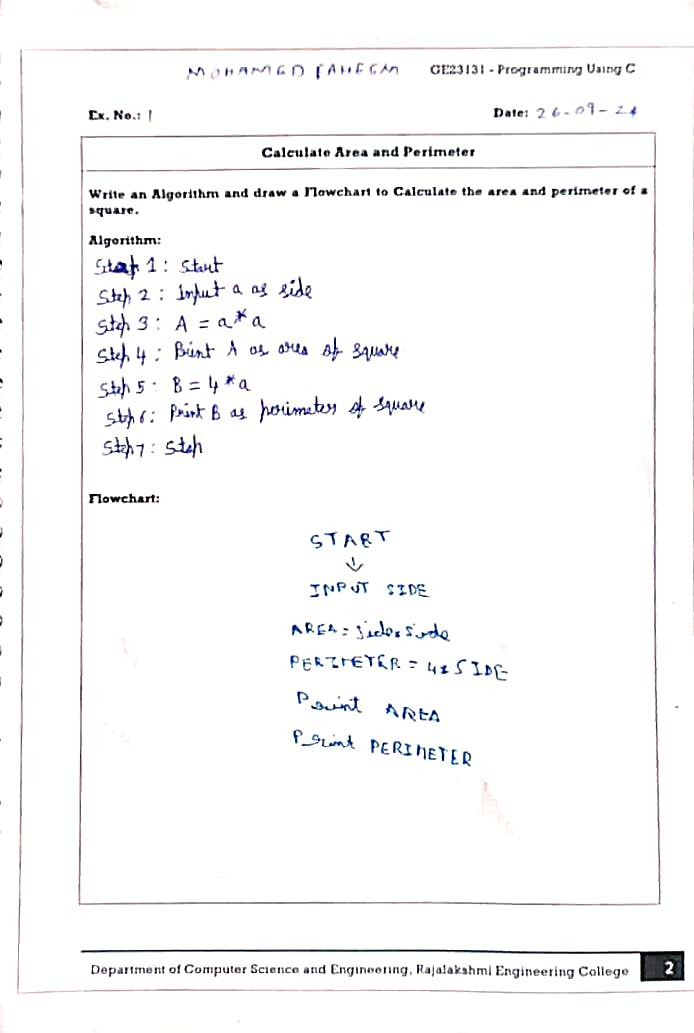 MOHAMED FAHEEM GE23131 - Programming Using C
Ex. No.: 1 Date: 26-09-24
Calculate Area and Perimeter
Write an Algorithm and draw a Flowchart to Calculate the area and perimeter of a
square.
Algorithm:
Step 1: Start
Step 2: Input a as side
Step 3: A = a*a
Step 4: Print A as area of square
Step 5: B = 4*a
Step 6: Print B as perimeter of square
Step 7: Stop
Flowchart:
START
↓
INPUT SIDE
AREA = side x side
PERIMETER = 4 x SIDE
Print AREA
Print PERIMETER
Department of Computer Science and Engineering, Rajalakshmi Engineering College 2